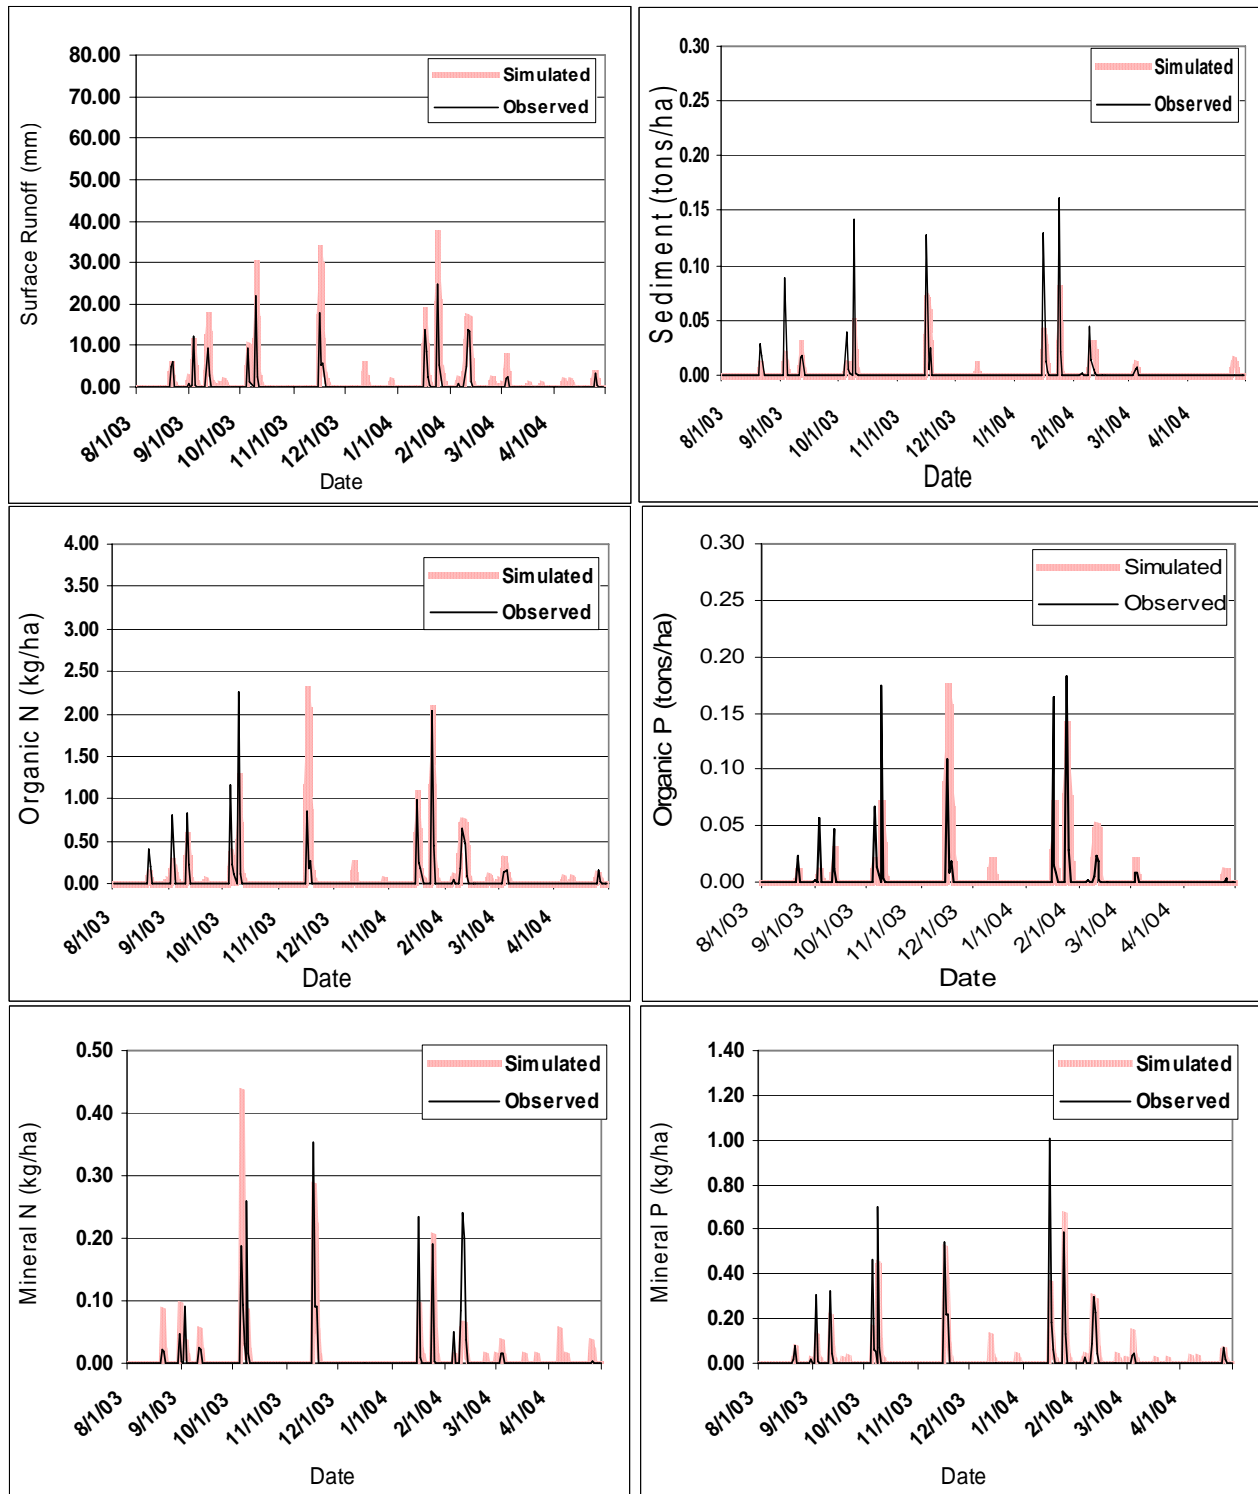 80.00
70.00
60.00
50.00
40.00
30.00
20.00
10.00
0.00
Surface Runoff (mm)
Simulated
Observed
8/1/03 9/1/03 10/1/03 11/1/03 12/1/03 1/1/04 2/1/04 3/1/04 4/1/04
Date
0.30
0.25
0.20
0.15
0.10
0.05
0.00
Sediment (tons/ha)
Simulated
Observed
8/1/03 9/1/03 10/1/03 11/1/03 12/1/03 1/1/04 2/1/04 3/1/04 4/1/04
Date
4.00
3.50
3.00
2.50
2.00
1.50
1.00
0.50
0.00
Organic N (kg/ha)
Simulated
Observed
8/1/03 9/1/03 10/1/03 11/1/03 12/1/03 1/1/04 2/1/04 3/1/04 4/1/04
Date
0.30
0.25
0.20
0.15
0.10
0.05
0.00
Organic P (tons/ha)
Simulated
Observed
8/1/03 9/1/03 10/1/03 11/1/03 12/1/03 1/1/04 2/1/04 3/1/04 4/1/04
Date
0.50
0.40
0.30
0.20
0.10
0.00
Mineral N (kg/ha)
Simulated
Observed
8/1/03 9/1/03 10/1/03 11/1/03 12/1/03 1/1/04 2/1/04 3/1/04 4/1/04
Date
1.40
1.20
1.00
0.80
0.60
0.40
0.20
0.00
Mineral P (kg/ha)
Simulated
Observed
8/1/03 9/1/03 10/1/03 11/1/03 12/1/03 1/1/04 2/1/04 3/1/04 4/1/04
Date